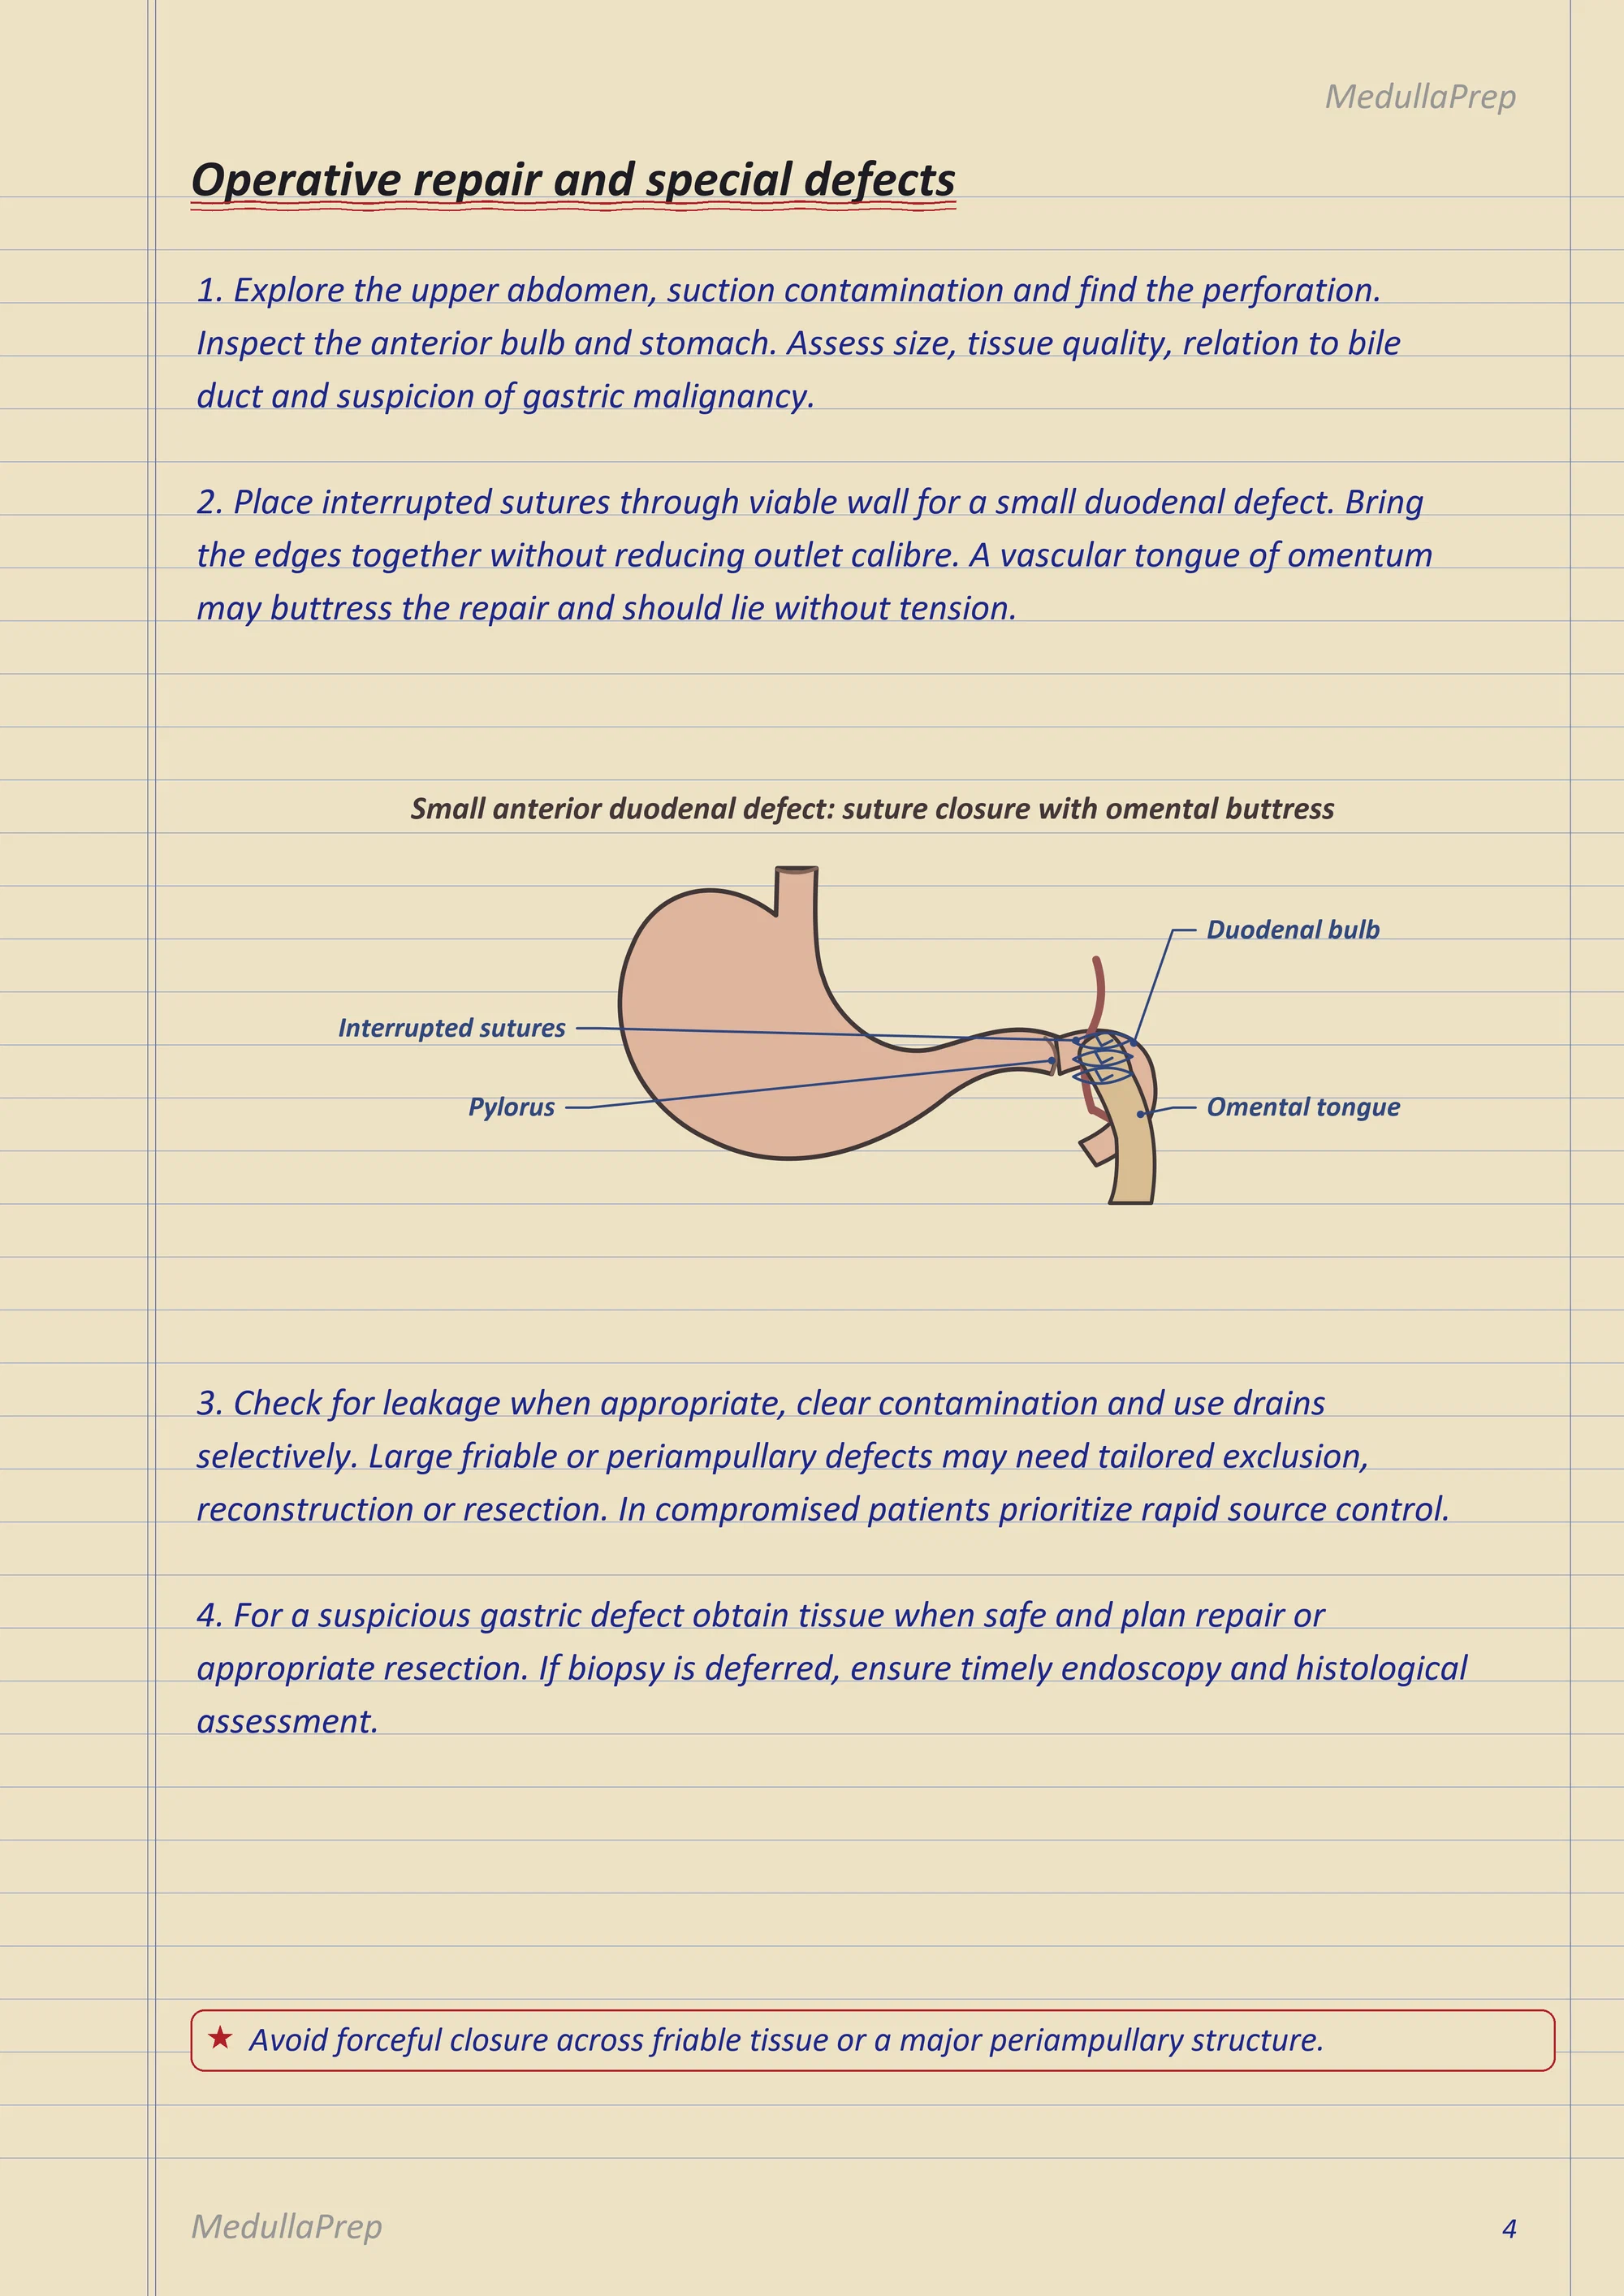 MedullaPrep
Operative repair and special defects
1. Explore the upper abdomen, suction contamination and find the perforation.
Inspect the anterior bulb and stomach. Assess size, tissue quality, relation to bile
duct and suspicion of gastric malignancy.
2. Place interrupted sutures through viable wall for a small duodenal defect. Bring
the edges together without reducing outlet calibre. A vascular tongue of omentum
may buttress the repair and should lie without tension.
Small anterior duodenal defect: suture closure with omental buttress
Duodenal bulb
Interrupted sutures
Pylorus
Omental tongue
3. Check for leakage when appropriate, clear contamination and use drains
selectively. Large friable or periampullary defects may need tailored exclusion,
reconstruction or resection. In compromised patients prioritize rapid source control.
4. For a suspicious gastric defect obtain tissue when safe and plan repair or
appropriate resection. If biopsy is deferred, ensure timely endoscopy and histological
assessment.
★ Avoid forceful closure across friable tissue or a major periampullary structure.
MedullaPrep
4